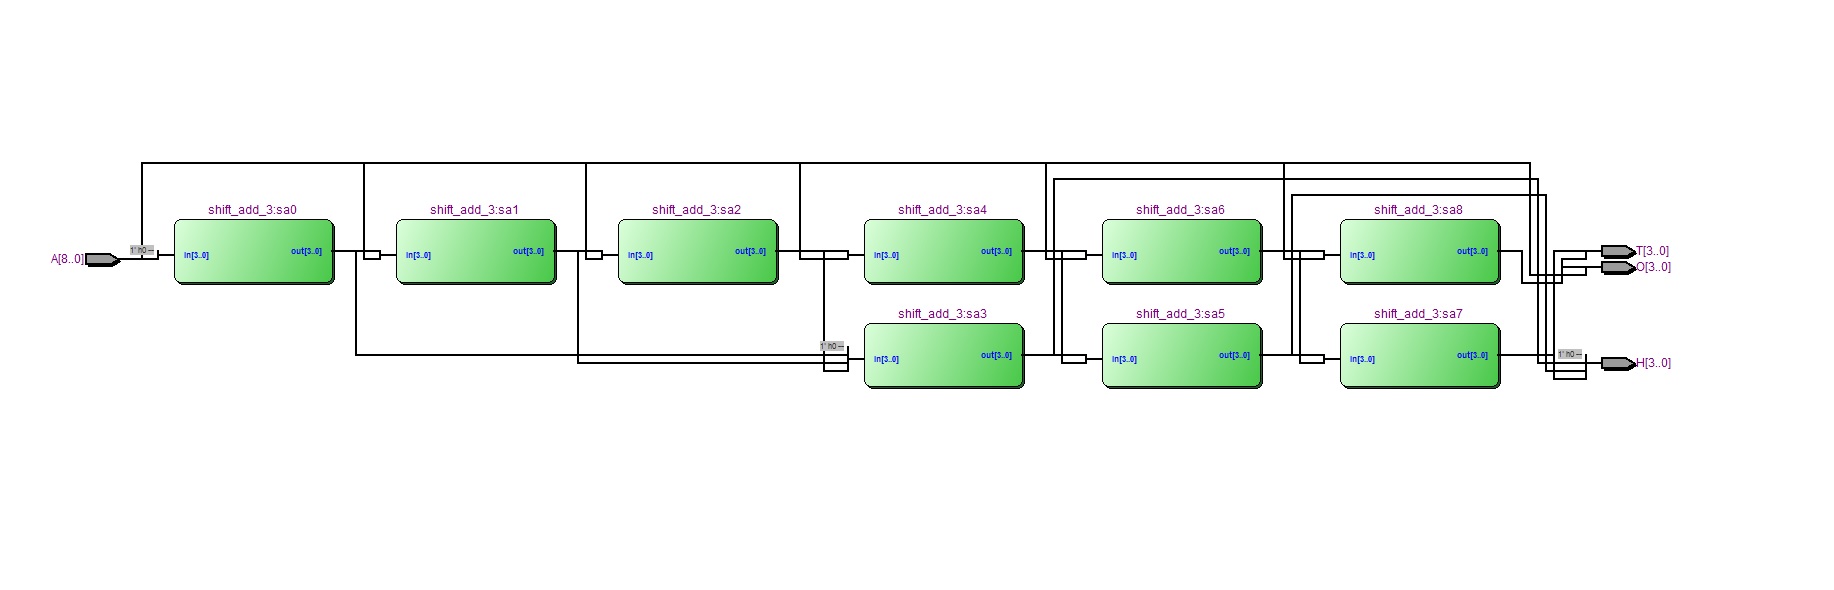 shift_add_3:sa0
shift_add_3:sa1
shift_add_3:sa2
shift_add_3:sa4
shift_add_3:sa6
shift_add_3:sa8
A[8..0]
1' h0 --
in[3..0]
out[3..0]
in[3..0]
out[3..0]
in[3..0]
out[3..0]
in[3..0]
out[3..0]
in[3..0]
out[3..0]
in[3..0]
out[3..0]
T[3..0]
O[3..0]
shift_add_3:sa3
shift_add_3:sa5
shift_add_3:sa7
1' h0 --
in[3..0]
out[3..0]
in[3..0]
out[3..0]
in[3..0]
out[3..0]
1' h0 --
H[3..0]